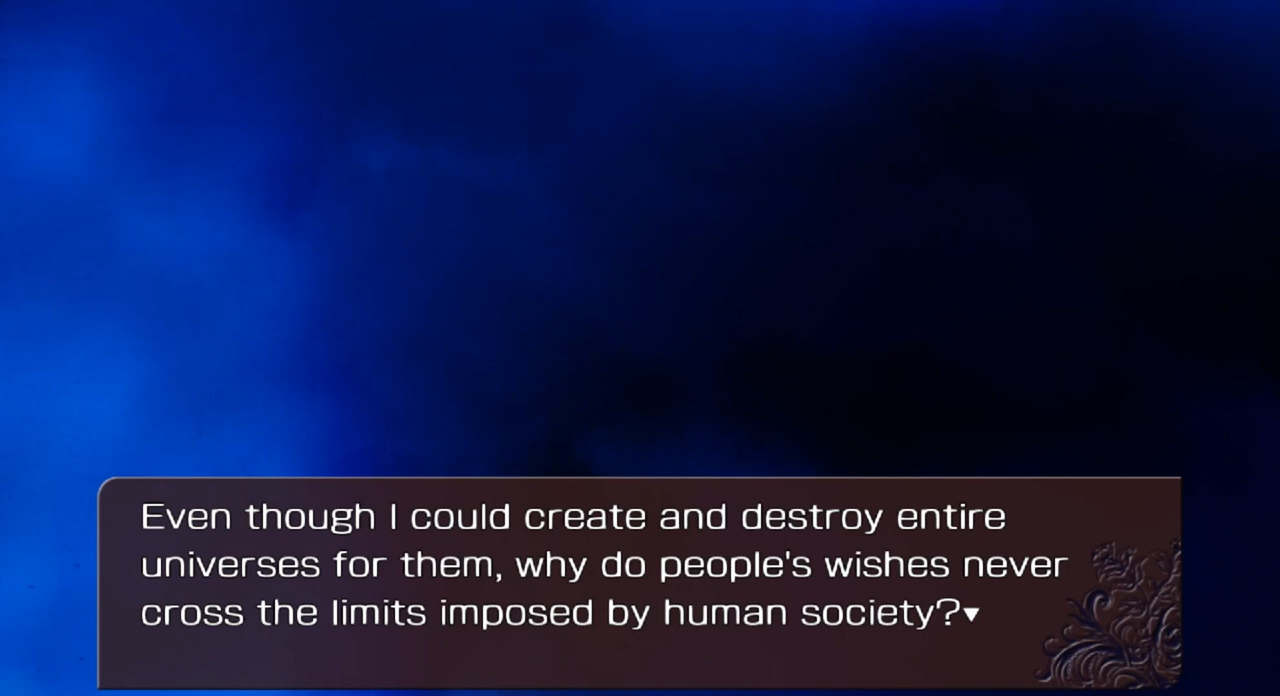 Even though I could create and destroy entire
universes for them, why do people's wishes never
cross the limits imposed by human society?▼